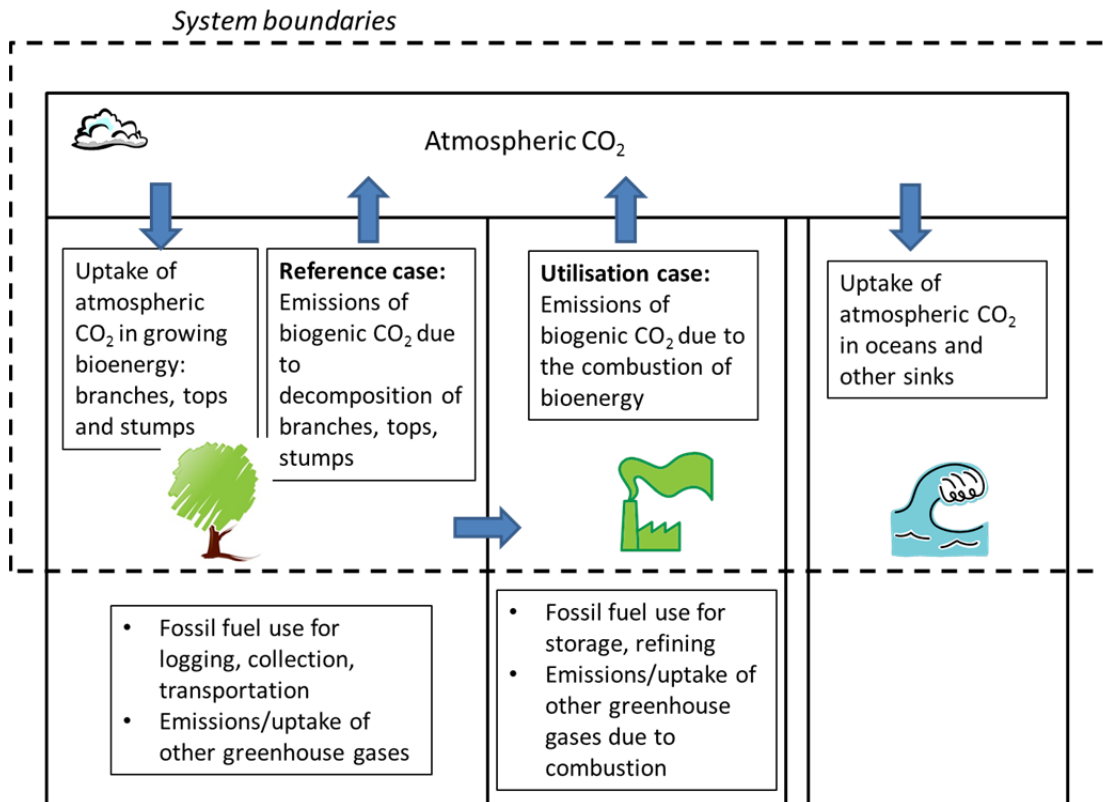 System boundaries
Atmospheric CO₂
Uptake of
atmospheric
CO₂ in growing
bioenergy:
branches, tops
and stumps
Reference case:
Emissions of
biogenic CO₂ due
to
decomposition of
branches, tops,
stumps
Utilisation case:
Emissions of
biogenic CO₂ due to
the combustion of
bioenergy
Uptake of
atmospheric CO₂
in oceans and
other sinks
• Fossil fuel use for
logging, collection,
transportation
• Emissions/uptake of
other greenhouse gases
• Fossil fuel use for
storage, refining
• Emissions/uptake of
other greenhouse
gases due to
combustion